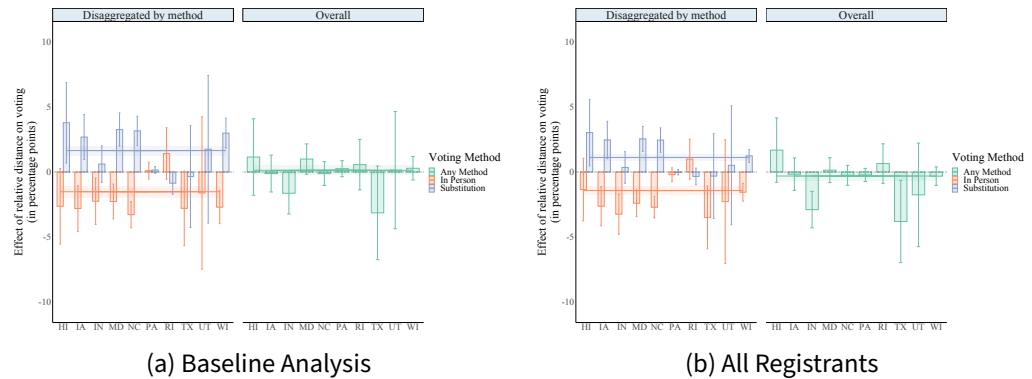 Disaggregated by method
Overall
Effect of relative distance on voting
(in percentage points)
10
5
0
-5
-10
HI IA IN MD NC PA RI TX UT WI
HI IA IN MD NC PA RI TX UT WI
Voting Method
Any Method
In Person
Substitution
(a) Baseline Analysis
Disaggregated by method
Overall
Effect of relative distance on voting
(in percentage points)
10
5
0
-5
-10
HI IA IN MD NC PA RI TX UT WI
HI IA IN MD NC PA RI TX UT WI
Voting Method
Any Method
In Person
Substitution
(b) All Registrants